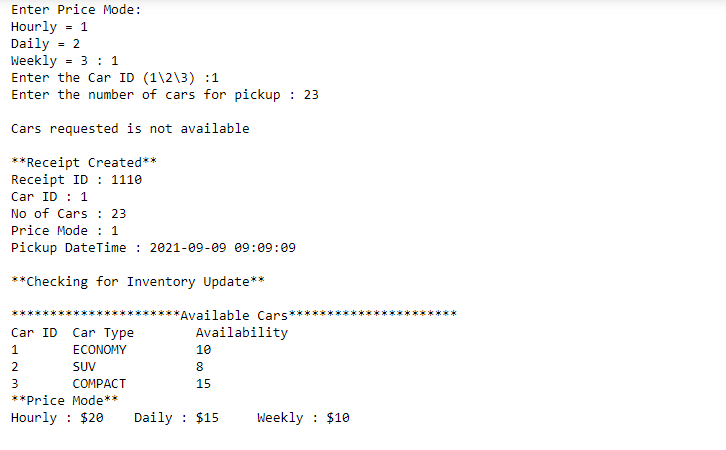 Enter Price Mode:
Hourly = 1
Daily = 2
Weekly = 3 : 1
Enter the Car ID (1\2\3) :1
Enter the number of cars for pickup : 23
Cars requested is not available
**Receipt Created**
Receipt ID : 1110
Car ID : 1
No of Cars : 23
Price Mode : 1
Pickup DateTime : 2021-09-09 09:09:09
**Checking for Inventory Update**
**********************Available Cars**********************
Car ID  Car Type        Availability
1       ECONOMY         10
2       SUV             8
3       COMPACT         15
**Price Mode**
Hourly : $20    Daily : $15     Weekly : $10